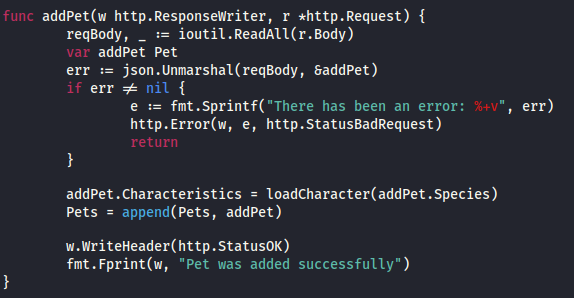 func addPet(w http.ResponseWriter, r *http.Request) {
reqBody, _ := ioutil.ReadAll(r.Body)
var addPet Pet
err := json.Unmarshal(reqBody, &addPet)
if err != nil {
e := fmt.Sprintf("There has been an error: %+v", err)
http.Error(w, e, http.StatusBadRequest)
return
}
addPet.Characteristics = loadCharacter(addPet.Species)
Pets = append(Pets, addPet)
w.WriteHeader(http.StatusOK)
fmt.Fprint(w, "Pet was added successfully")
}